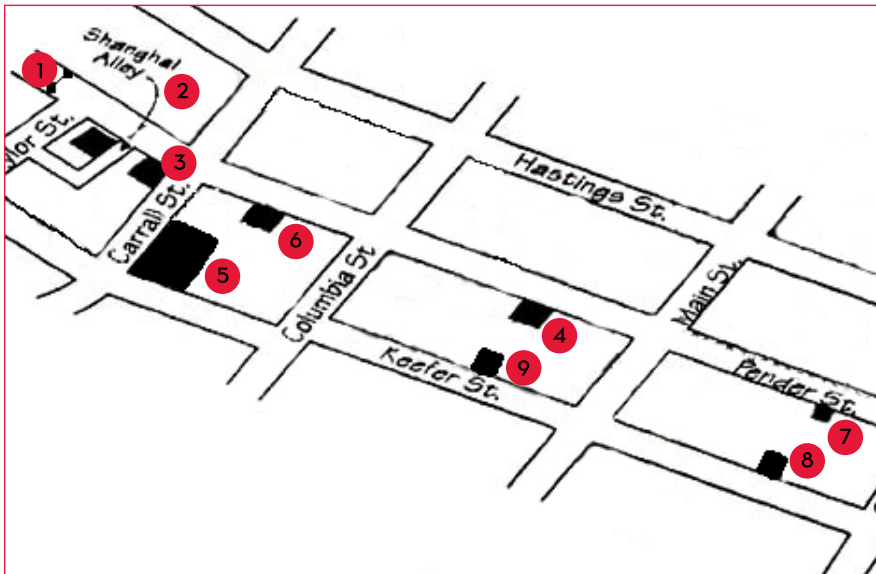 Shanghai
Alley
1
2
ylor St.
3
Carrall St.
5
6
Columbia St.
Hastings St.
Main St.
4
9
Keefer St.
Pender St.
7
8